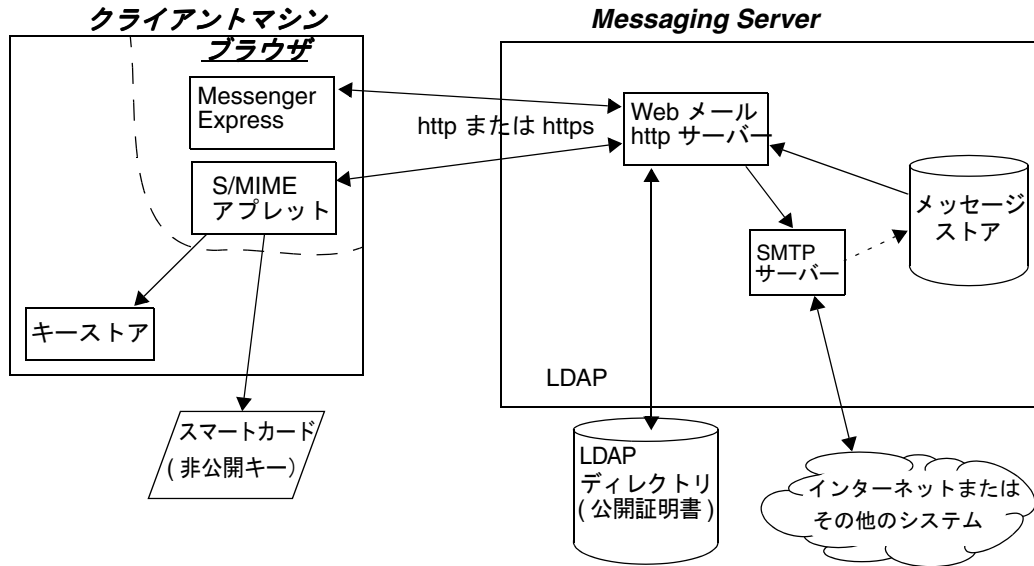 クライアントマシン
ブラウザ
Messenger
Express
S/MIME
アプレット
キーストア
スマートカード
( 非公開キー)
http または https
Messaging Server
Web メール
http サーバー
SMTP
サーバー
メッセージ
ストア
LDAP
LDAP
ディレクトリ
( 公開証明書 )
インターネットまたは
その他のシステム